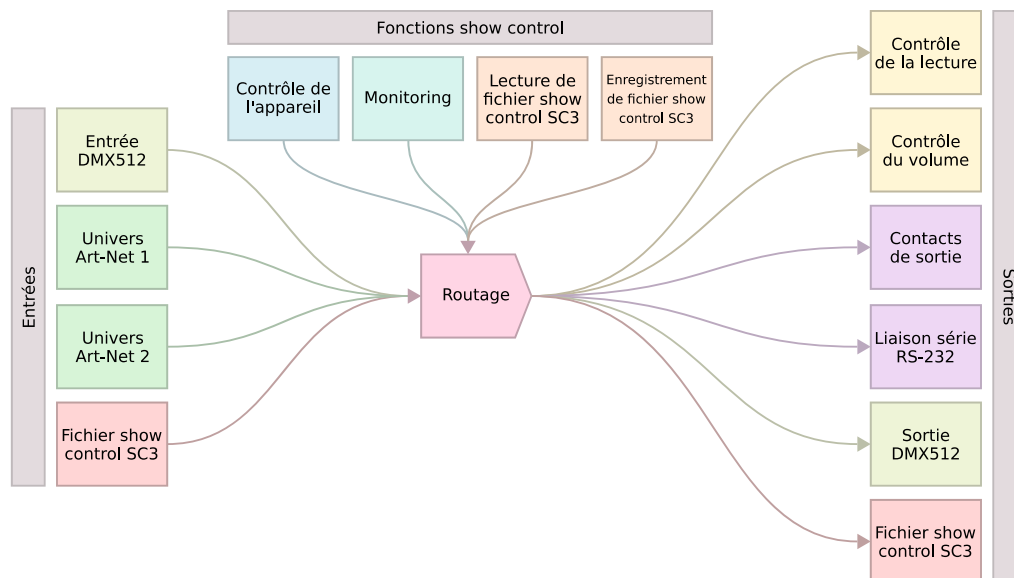 Fonctions show control
Contrôle de
l'appareil
Monitoring
Lecture de
fichier show
control SC3
Enregistrement
de fichier show
control SC3
Entrées
Entrée
DMX512
Univers
Art-Net 1
Univers
Art-Net 2
Fichier show
control SC3
Routage
Contrôle
de la lecture
Contrôle
du volume
Contacts
de sortie
Liaison série
RS-232
Sortie
DMX512
Fichier show
control SC3
Sorties